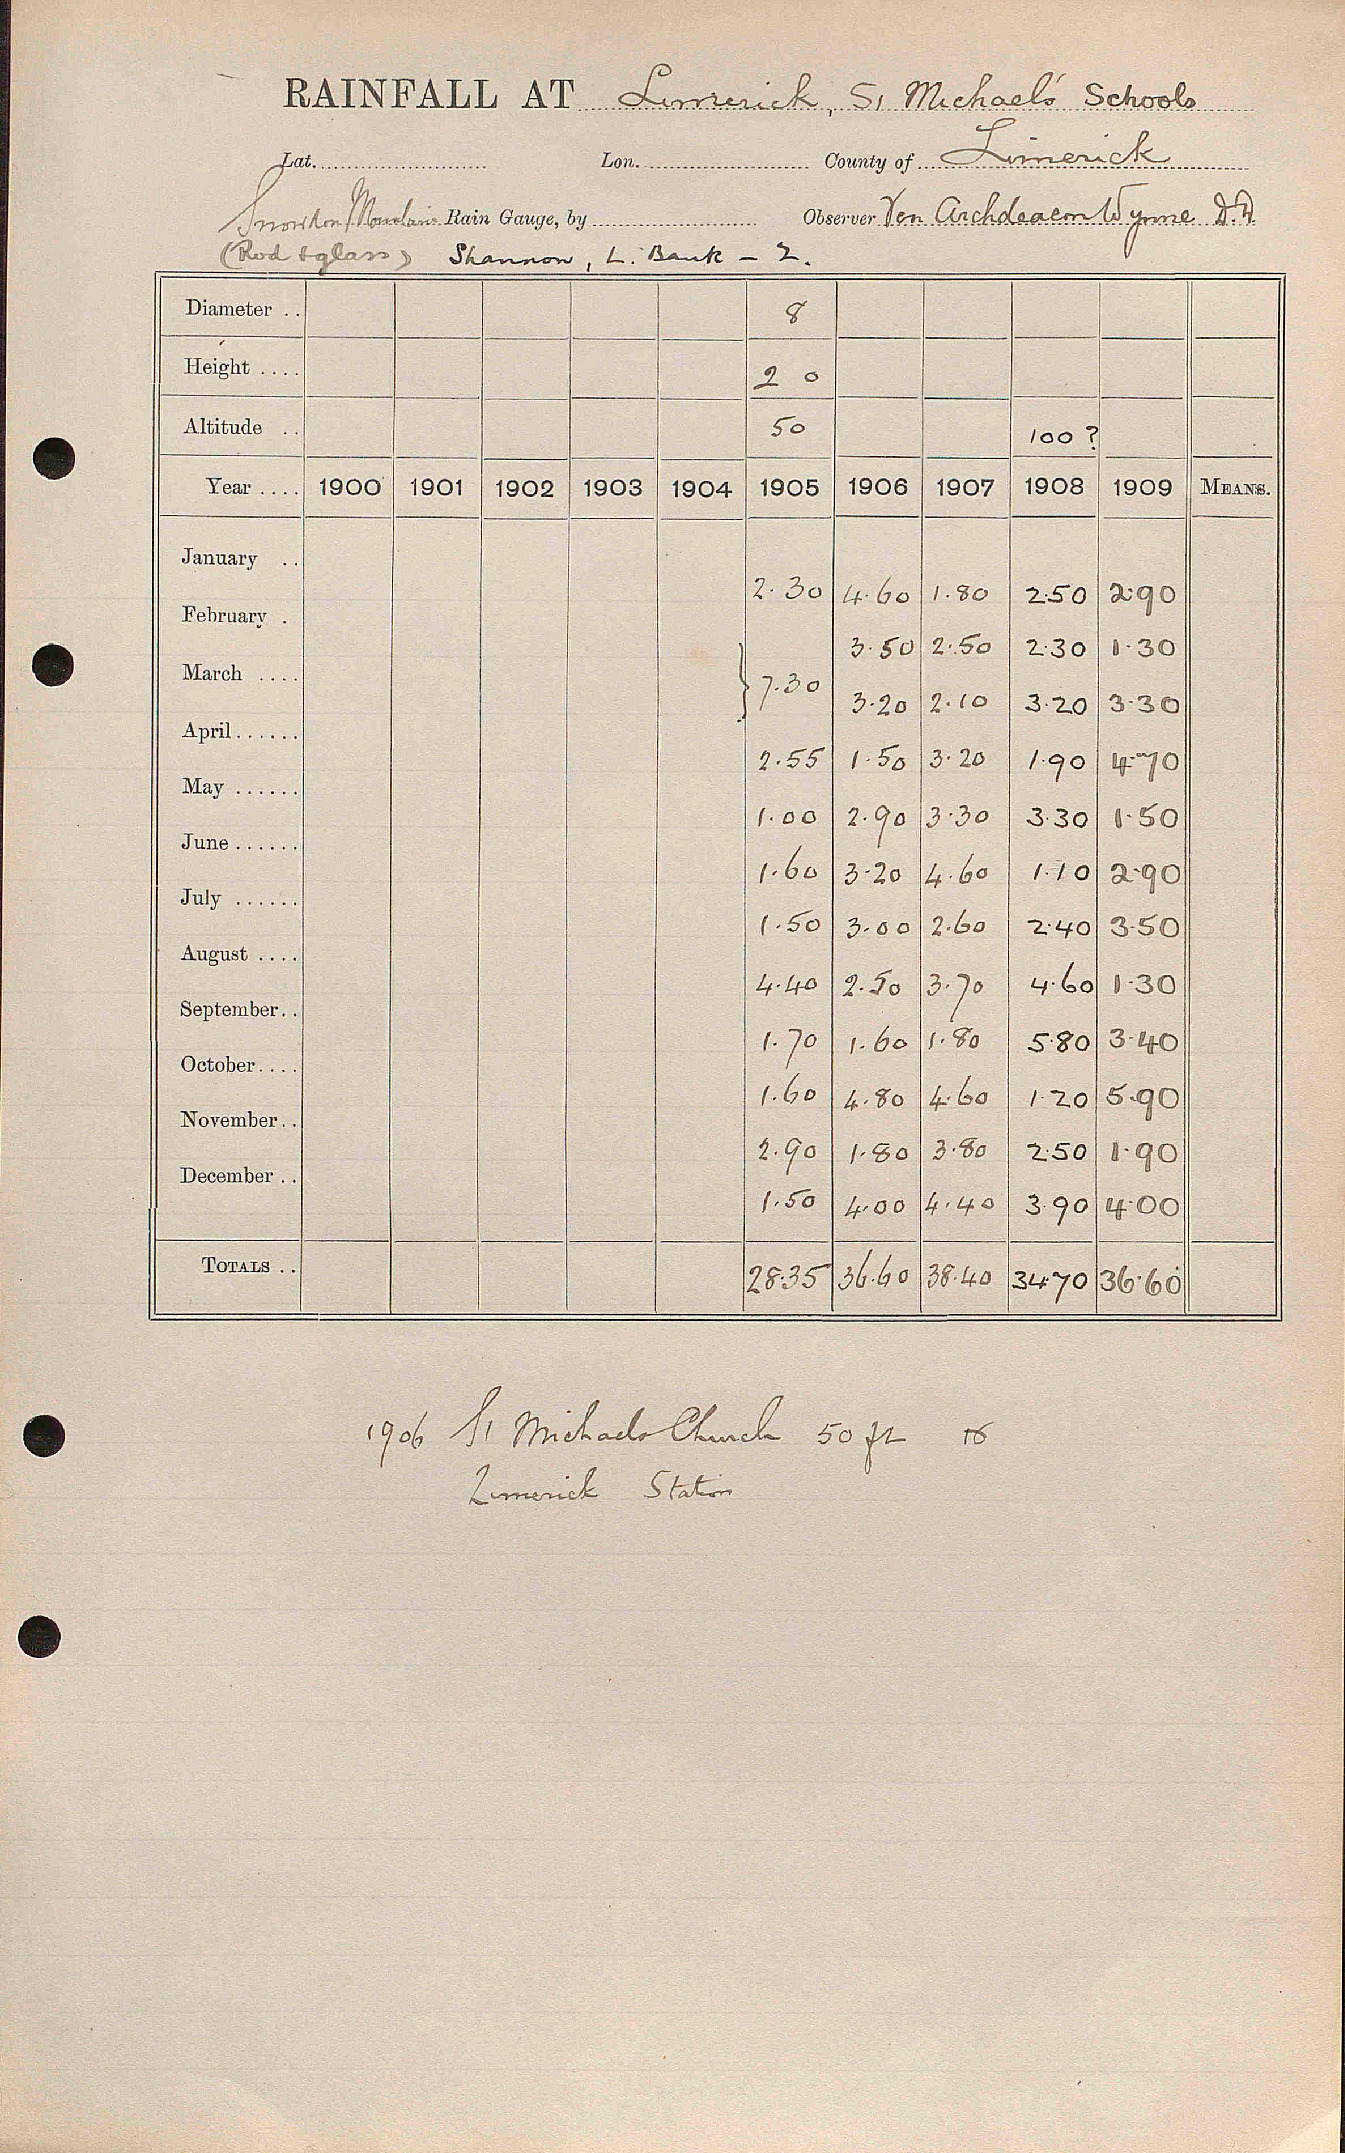 RAINFALL AT Limerick, St Michael's Schools
Lat. Lon. County of Limerick
Snowdon Mountain Rain Gauge, by Observer Ven Archdeacon Wynne D.D.
(Rod & glass) Shannon, L. Bank - 2.
Diameter .. 8
Height .... 2 0
Altitude .. 50 100 ?
Year .... 1900 1901 1902 1903 1904 1905 1906 1907 1908 1909 MEANS.
January .. 2.30 4.60 1.80 2.50 2.90
February . 3.50 2.50 2.30 1.30
March .... } 7.30 3.20 2.10 3.20 3.30
April ...... 2.55 1.50 3.20 1.90 4.70
May ...... 1.00 2.90 3.30 3.30 1.50
June ...... 1.60 3.20 4.60 1.10 2.90
July ...... 1.50 3.00 2.60 2.40 3.50
August .... 4.40 2.50 3.70 4.60 1.30
September .. 1.70 1.60 1.80 5.80 3.40
October .... 1.60 4.80 4.60 1.20 5.90
November .. 2.90 1.80 3.80 2.50 1.90
December .. 1.50 4.00 4.40 3.90 4.00
TOTALS .. 28.35 36.60 38.40 34.70 36.60
1906 St Michaels Church 50 ft
Limerick Station